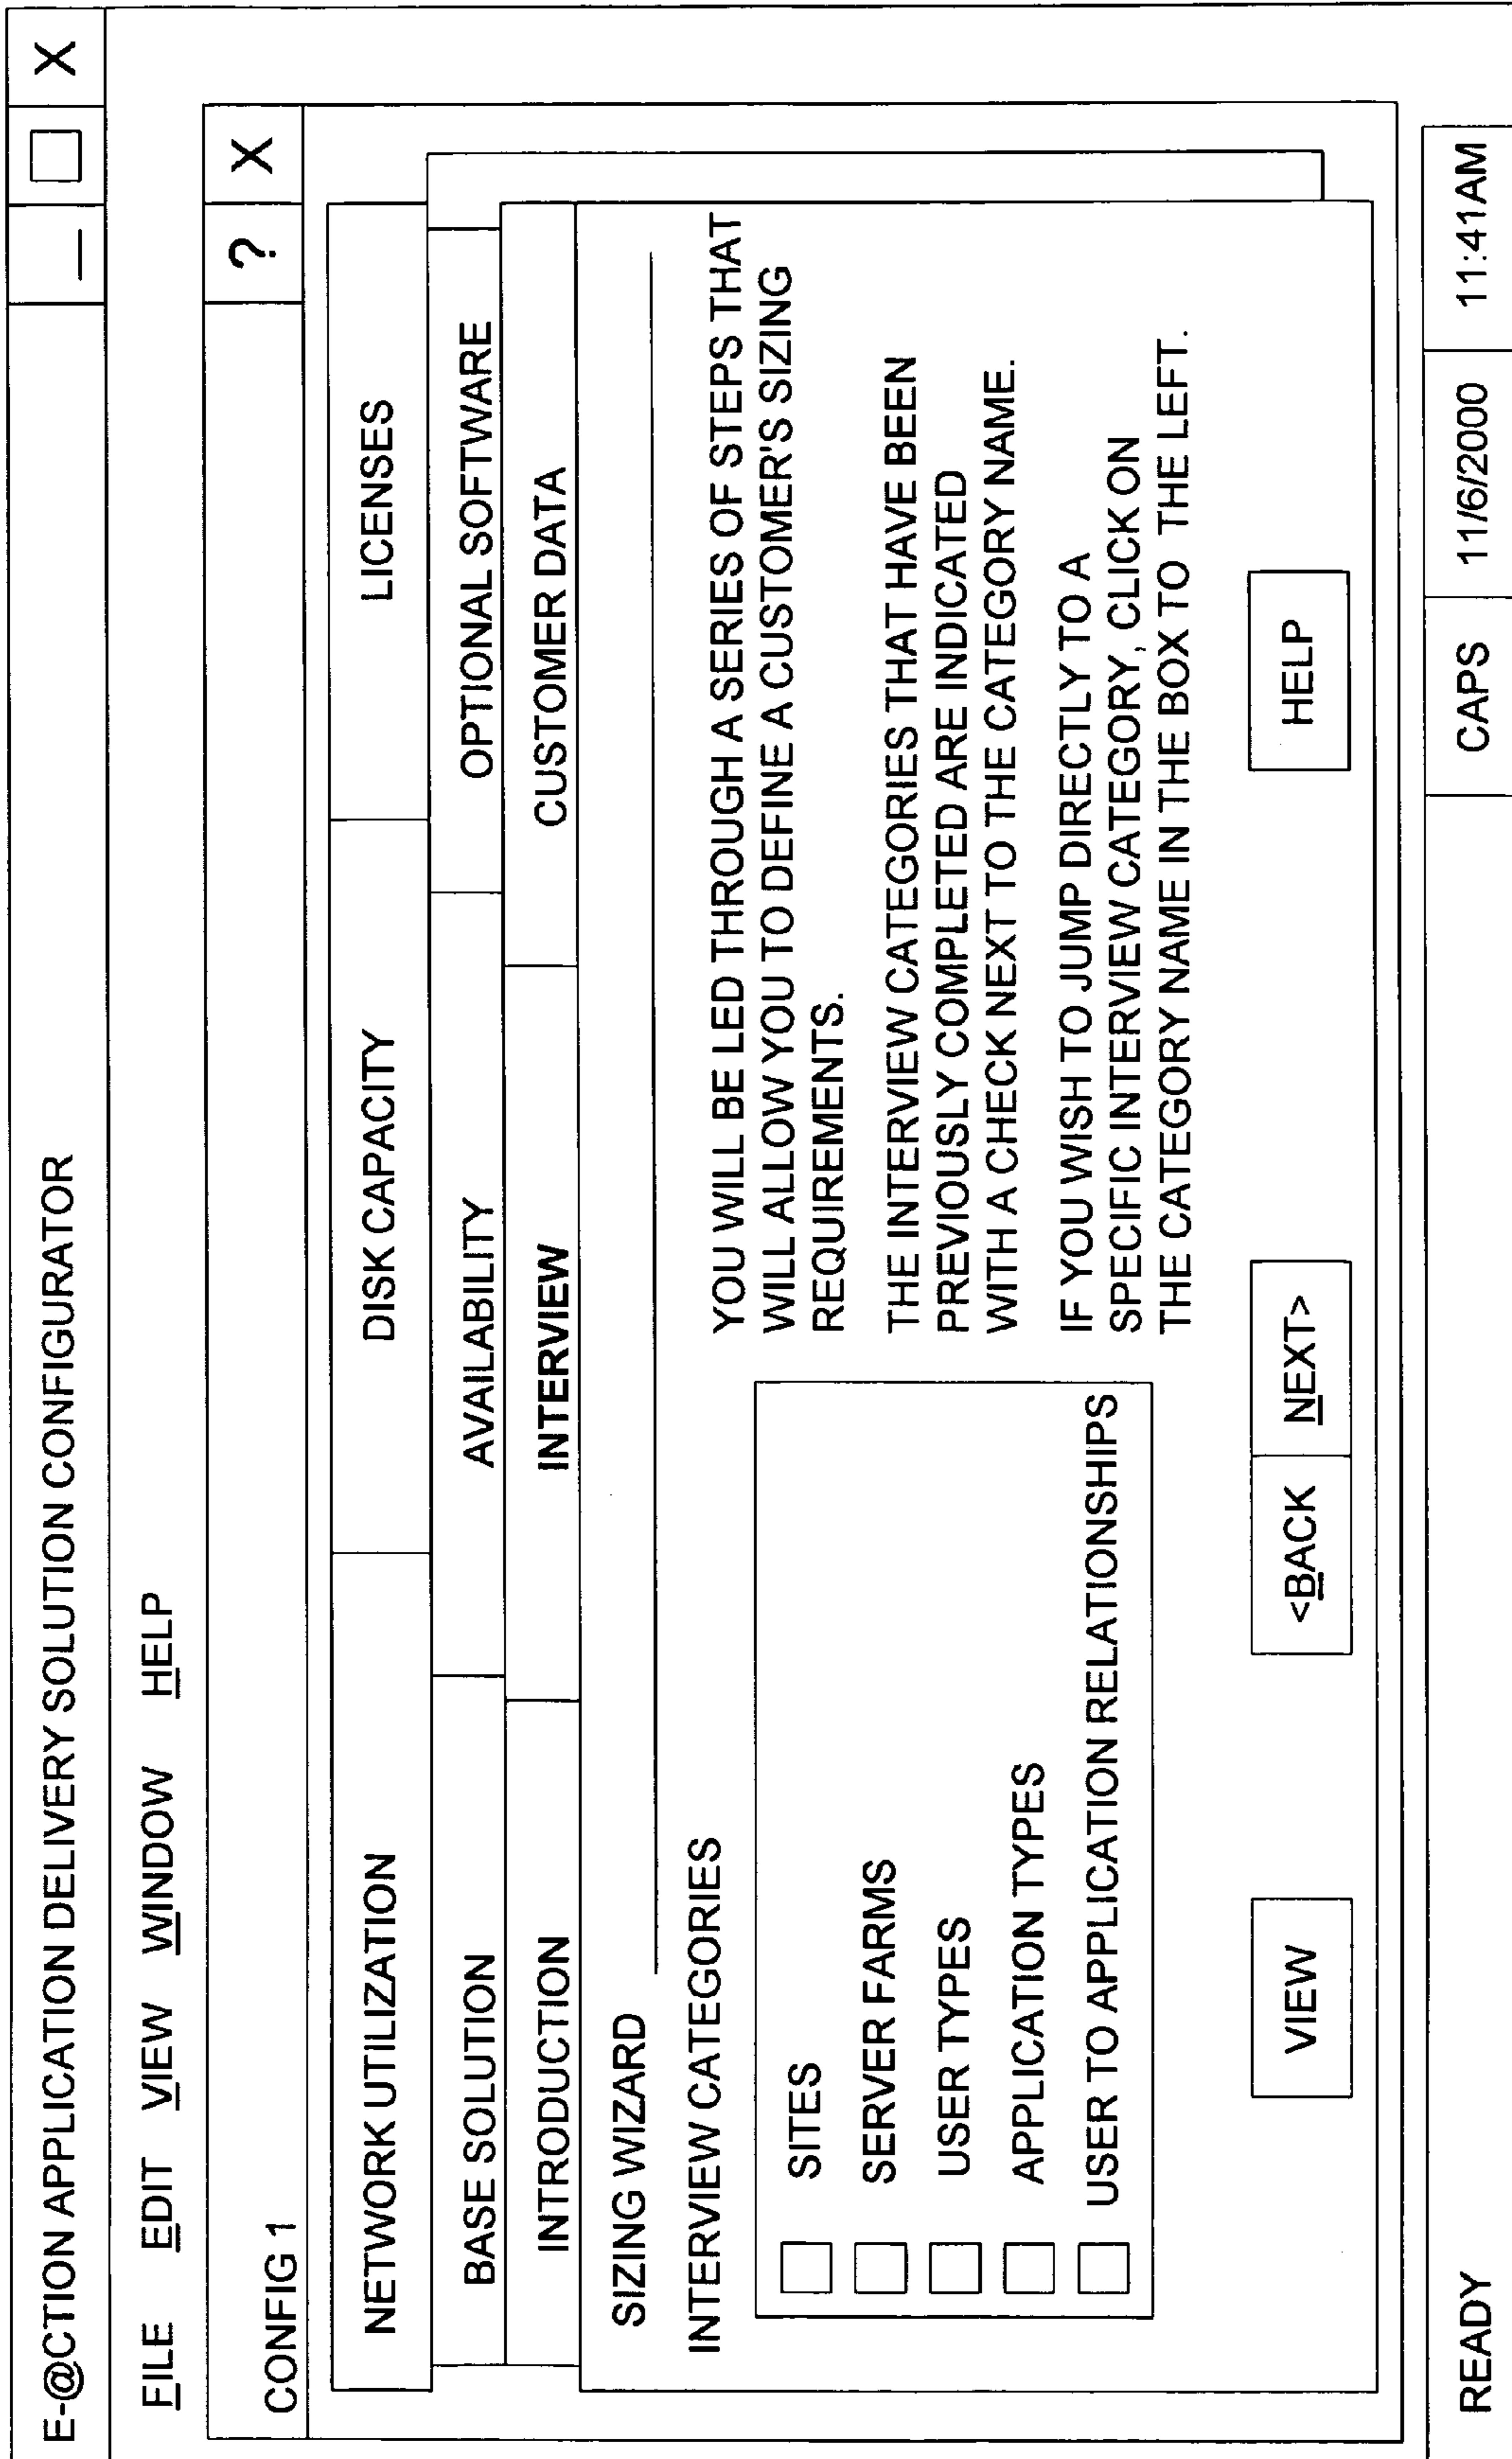 E-@CTION APPLICATION DELIVERY SOLUTION CONFIGURATOR _ X
FILE EDIT VIEW WINDOW HELP
CONFIG 1 ? X
NETWORK UTILIZATION DISK CAPACITY LICENSES
BASE SOLUTION AVAILABILITY OPTIONAL SOFTWARE
INTRODUCTION INTERVIEW CUSTOMER DATA
SIZING WIZARD
INTERVIEW CATEGORIES
SITES
SERVER FARMS
USER TYPES
APPLICATION TYPES
USER TO APPLICATION RELATIONSHIPS
YOU WILL BE LED THROUGH A SERIES OF STEPS THAT
WILL ALLOW YOU TO DEFINE A CUSTOMER'S SIZING
REQUIREMENTS.
THE INTERVIEW CATEGORIES THAT HAVE BEEN
PREVIOUSLY COMPLETED ARE INDICATED
WITH A CHECK NEXT TO THE CATEGORY NAME.
IF YOU WISH TO JUMP DIRECTLY TO A
SPECIFIC INTERVIEW CATEGORY, CLICK ON
THE CATEGORY NAME IN THE BOX TO THE LEFT.
VIEW <BACK NEXT> HELP
READY CAPS 11/6/2000 11:41AM